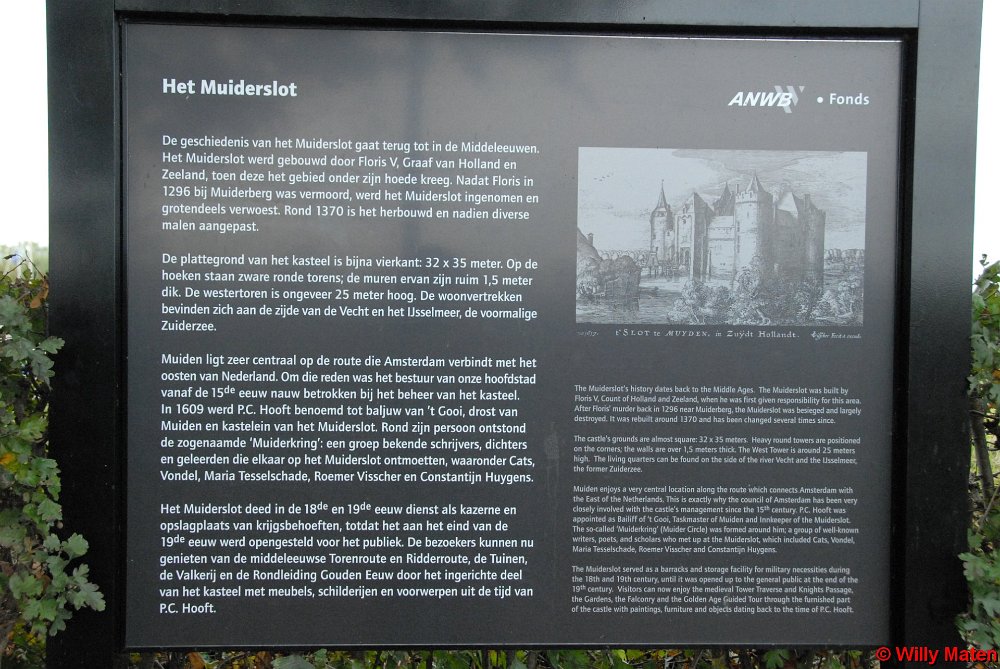 Het Muiderslot
ANWB • Fonds
De geschiedenis van het Muiderslot gaat terug tot in de Middeleeuwen.
Het Muiderslot werd gebouwd door Floris V, Graaf van Holland en
Zeeland, toen deze het gebied onder zijn hoede kreeg. Nadat Floris in
1296 bij Muiderberg was vermoord, werd het Muiderslot ingenomen en
grotendeels verwoest. Rond 1370 is het herbouwd en nadien diverse
malen aangepast.
De plattegrond van het kasteel is bijna vierkant: 32 x 35 meter. Op de
hoeken staan zware ronde torens; de muren ervan zijn ruim 1,5 meter
dik. De westertoren is ongeveer 25 meter hoog. De woonvertrekken
bevinden zich aan de zijde van de Vecht en het IJsselmeer, de voormalige
Zuiderzee.
Muiden ligt zeer centraal op de route die Amsterdam verbindt met het
oosten van Nederland. Om die reden was het bestuur van onze hoofdstad
vanaf de 15de eeuw nauw betrokken bij het beheer van het kasteel.
In 1609 werd P.C. Hooft benoemd tot baljuw van 't Gooi, drost van
Muiden en kastelein van het Muiderslot. Rond zijn persoon ontstond
de zogenaamde 'Muiderkring': een groep bekende schrijvers, dichters
en geleerden die elkaar op het Muiderslot ontmoetten, waaronder Cats,
Vondel, Maria Tesselschade, Roemer Visscher en Constantijn Huygens.
Het Muiderslot deed in de 18de en 19de eeuw dienst als kazerne en
opslagplaats van krijgsbehoeften, totdat het aan het eind van de
19de eeuw werd opengesteld voor het publiek. De bezoekers kunnen nu
genieten van de middeleeuwse Torenroute en Ridderroute, de Tuinen,
de Valkerij en de Rondleiding Gouden Eeuw door het ingerichte deel
van het kasteel met meubels, schilderijen en voorwerpen uit de tijd van
P.C. Hooft.
t'SLOT te MUYDEN, in Zuÿdt Hollandt.
The Muiderslot's history dates back to the Middle Ages. The Muiderslot was built by
Floris V, Count of Holland and Zeeland, when he was first given responsibility for this area.
After Floris' murder back in 1296 near Muiderberg, the Muiderslot was besieged and largely
destroyed. It was rebuilt around 1370 and has been changed several times since.
The castle's grounds are almost square: 32 x 35 meters. Heavy round towers are positioned
on the corners; the walls are over 1,5 meters thick. The West Tower is around 25 meters
high. The living quarters can be found on the side of the river Vecht and the IJsselmeer,
the former Zuiderzee.
Muiden enjoys a very central location along the route which connects Amsterdam with
the East of the Netherlands. This is exactly why the council of Amsterdam has been very
closely involved with the castle's management since the 15th century. P.C. Hooft was
appointed as Bailiff of 't Gooi, Taskmaster of Muiden and Innkeeper of the Muiderslot.
The so-called 'Muiderkring' (Muider Circle) was formed around him; a group of well-known
writers, poets, and scholars who met up at the Muiderslot, which included Cats, Vondel,
Maria Tesselschade, Roemer Visscher and Constantijn Huygens.
The Muiderslot served as a barracks and storage facility for military necessities during
the 18th and 19th century, until it was opened up to the general public at the end of the
19th century. Visitors can now enjoy the medieval Tower Traverse and Knights Passage,
the Gardens, the Falconry and the Golden Age Guided Tour through the furnished part
of the castle with paintings, furniture and objects dating back to the time of P.C. Hooft.
© Willy Maten